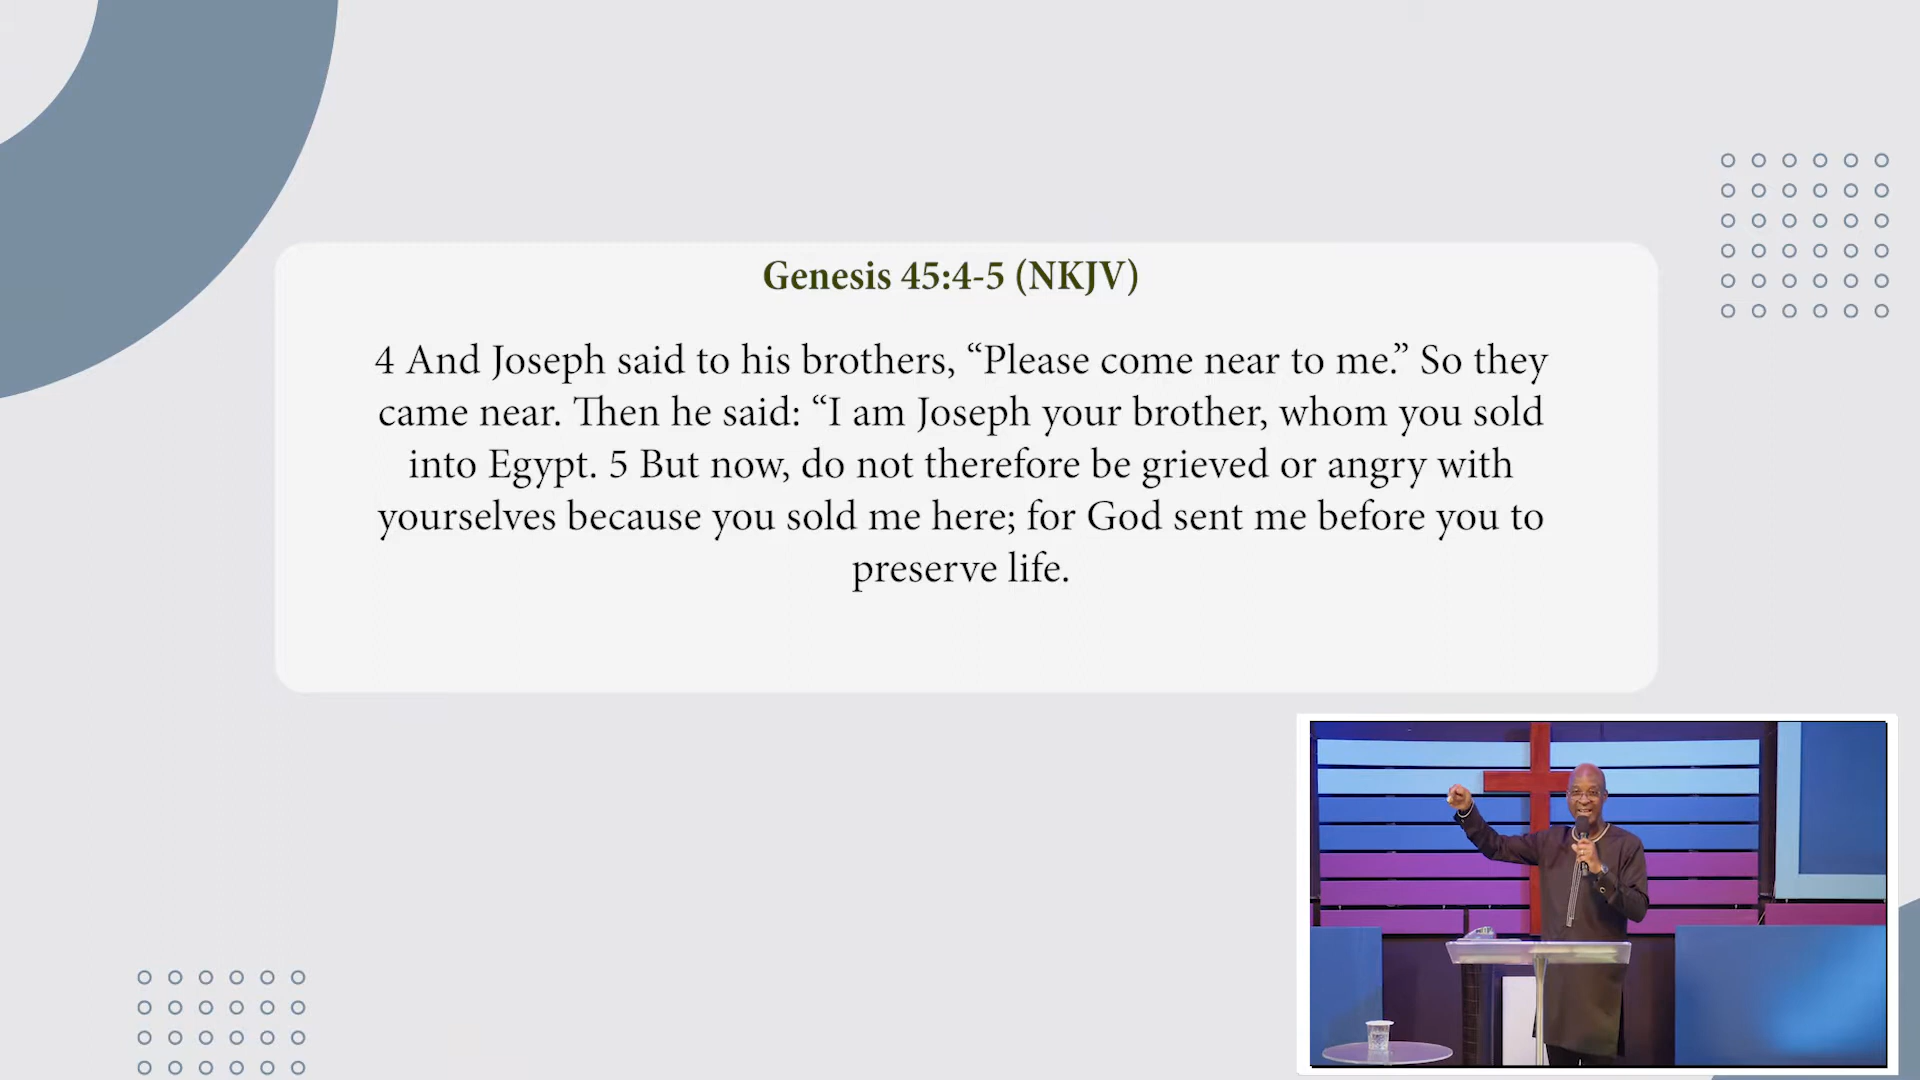 Genesis 45:4-5 (NKJV)
4 And Joseph said to his brothers, “Please come near to me.” So they
came near. Then he said: “I am Joseph your brother, whom you sold
into Egypt. 5 But now, do not therefore be grieved or angry with
yourselves because you sold me here; for God sent me before you to
preserve life.